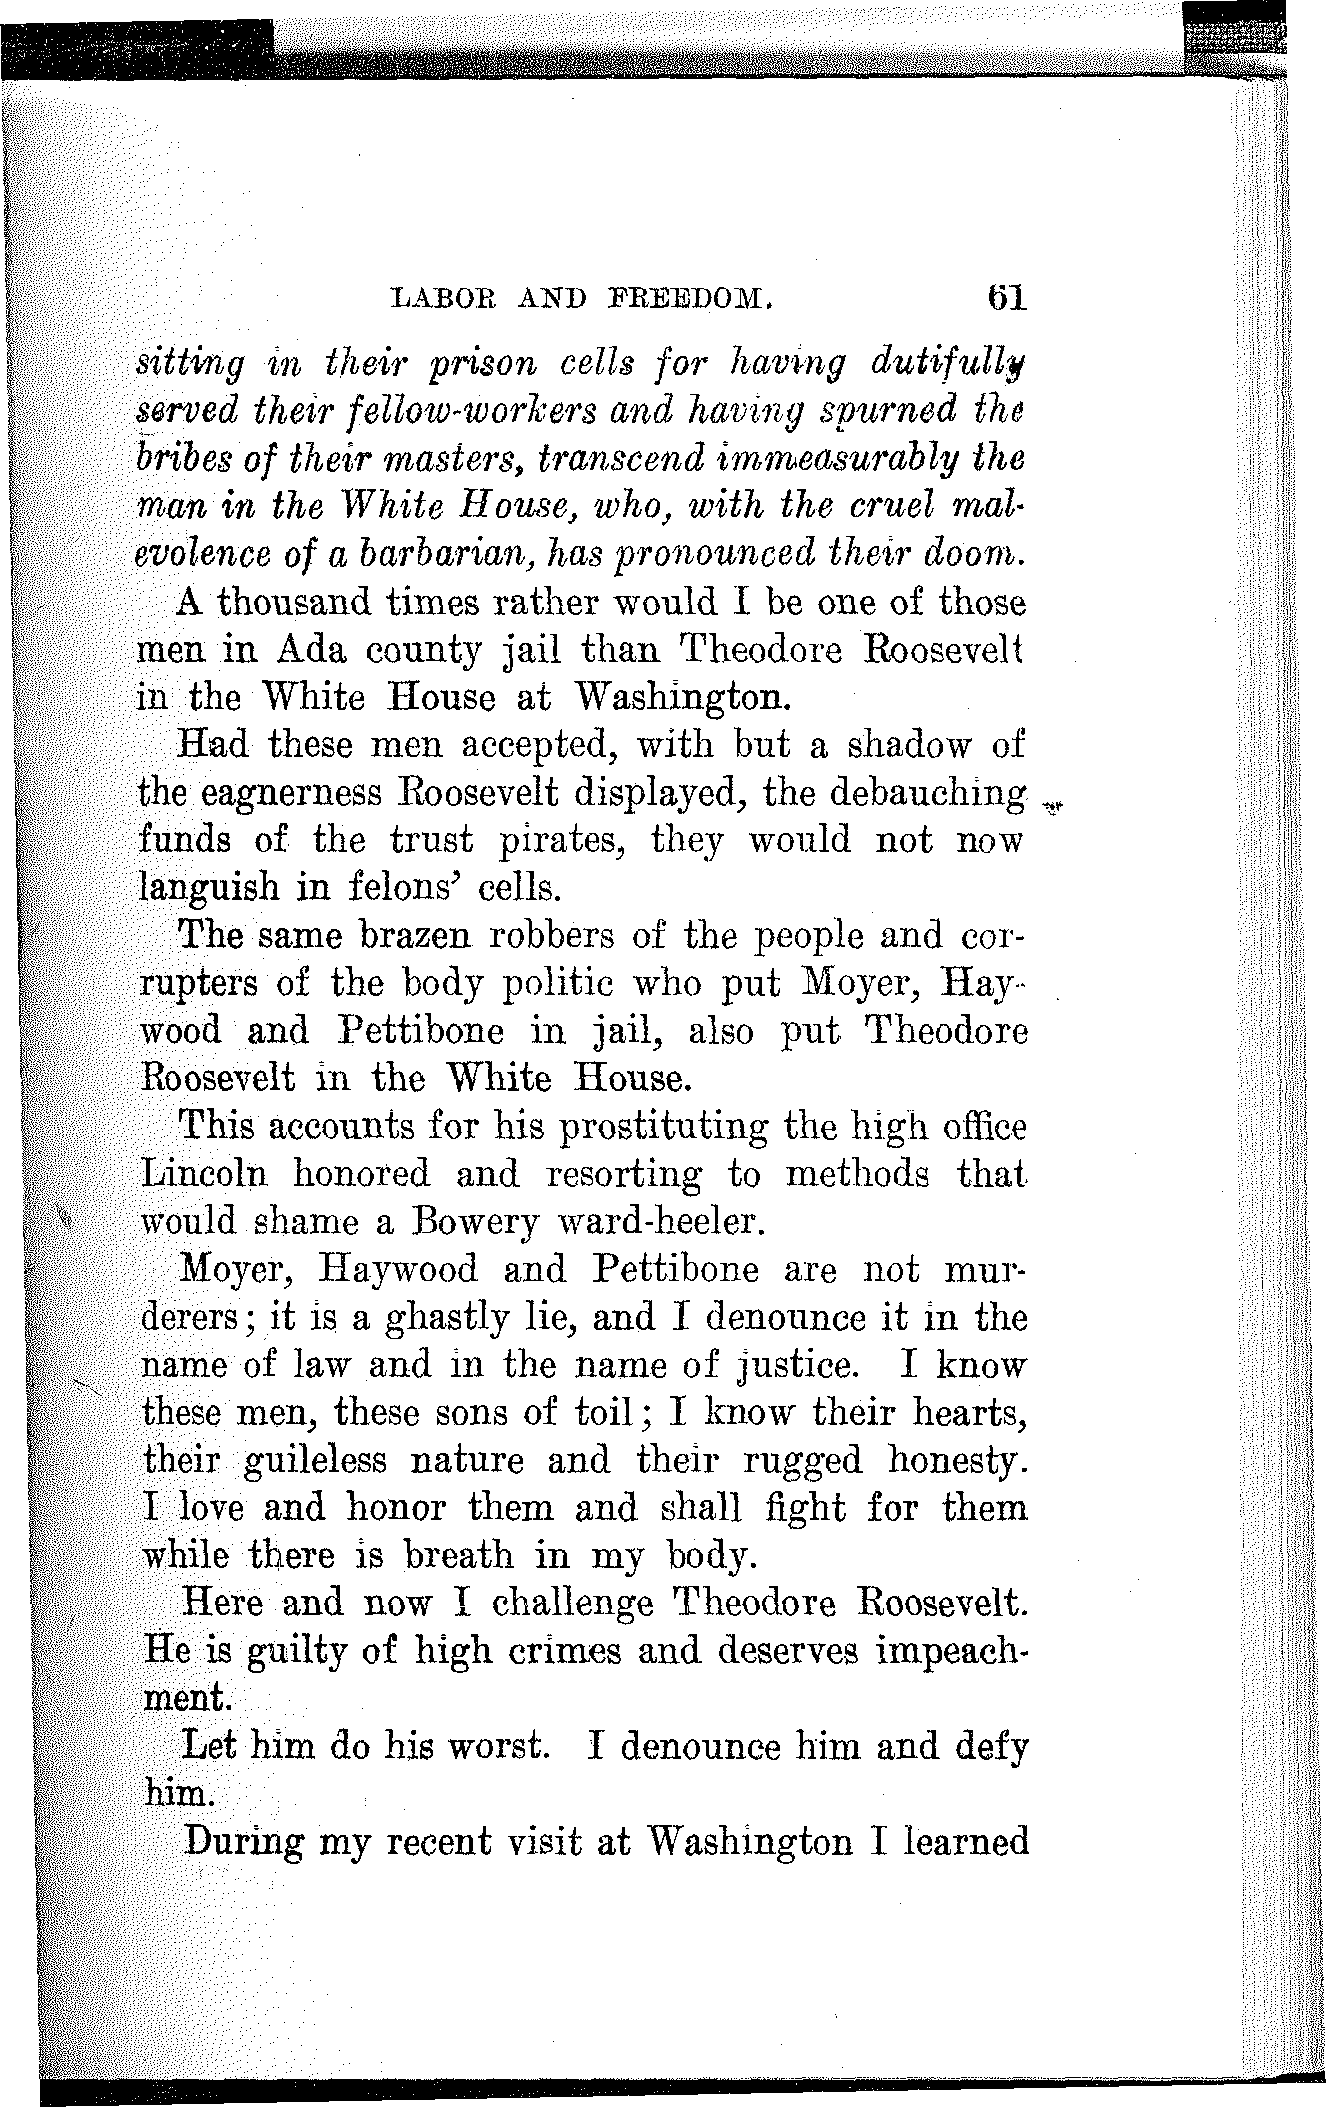 LABOR AND FREEDOM. 61
sitting in their prison cells for having dutifully
served their fellow-workers and having spurned the
bribes of their masters, transcend immeasurably the
man in the White House, who, with the cruel mal-
evolence of a barbarian, has pronounced their doom.
A thousand times rather would I be one of those
men in Ada county jail than Theodore Roosevelt
in the White House at Washington.
Had these men accepted, with but a shadow of
the eagnerness Roosevelt displayed, the debauching
funds of the trust pirates, they would not now
languish in felons' cells.
The same brazen robbers of the people and cor-
rupters of the body politic who put Moyer, Hay-
wood and Pettibone in jail, also put Theodore
Roosevelt in the White House.
This accounts for his prostituting the high office
Lincoln honored and resorting to methods that
would shame a Bowery ward-heeler.
Moyer, Haywood and Pettibone are not mur-
derers; it is a ghastly lie, and I denounce it in the
name of law and in the name of justice. I know
these men, these sons of toil; I know their hearts,
their guileless nature and their rugged honesty.
I love and honor them and shall fight for them
while there is breath in my body.
Here and now I challenge Theodore Roosevelt.
He is guilty of high crimes and deserves impeach-
ment.
Let him do his worst. I denounce him and defy
him.
During my recent visit at Washington I learned